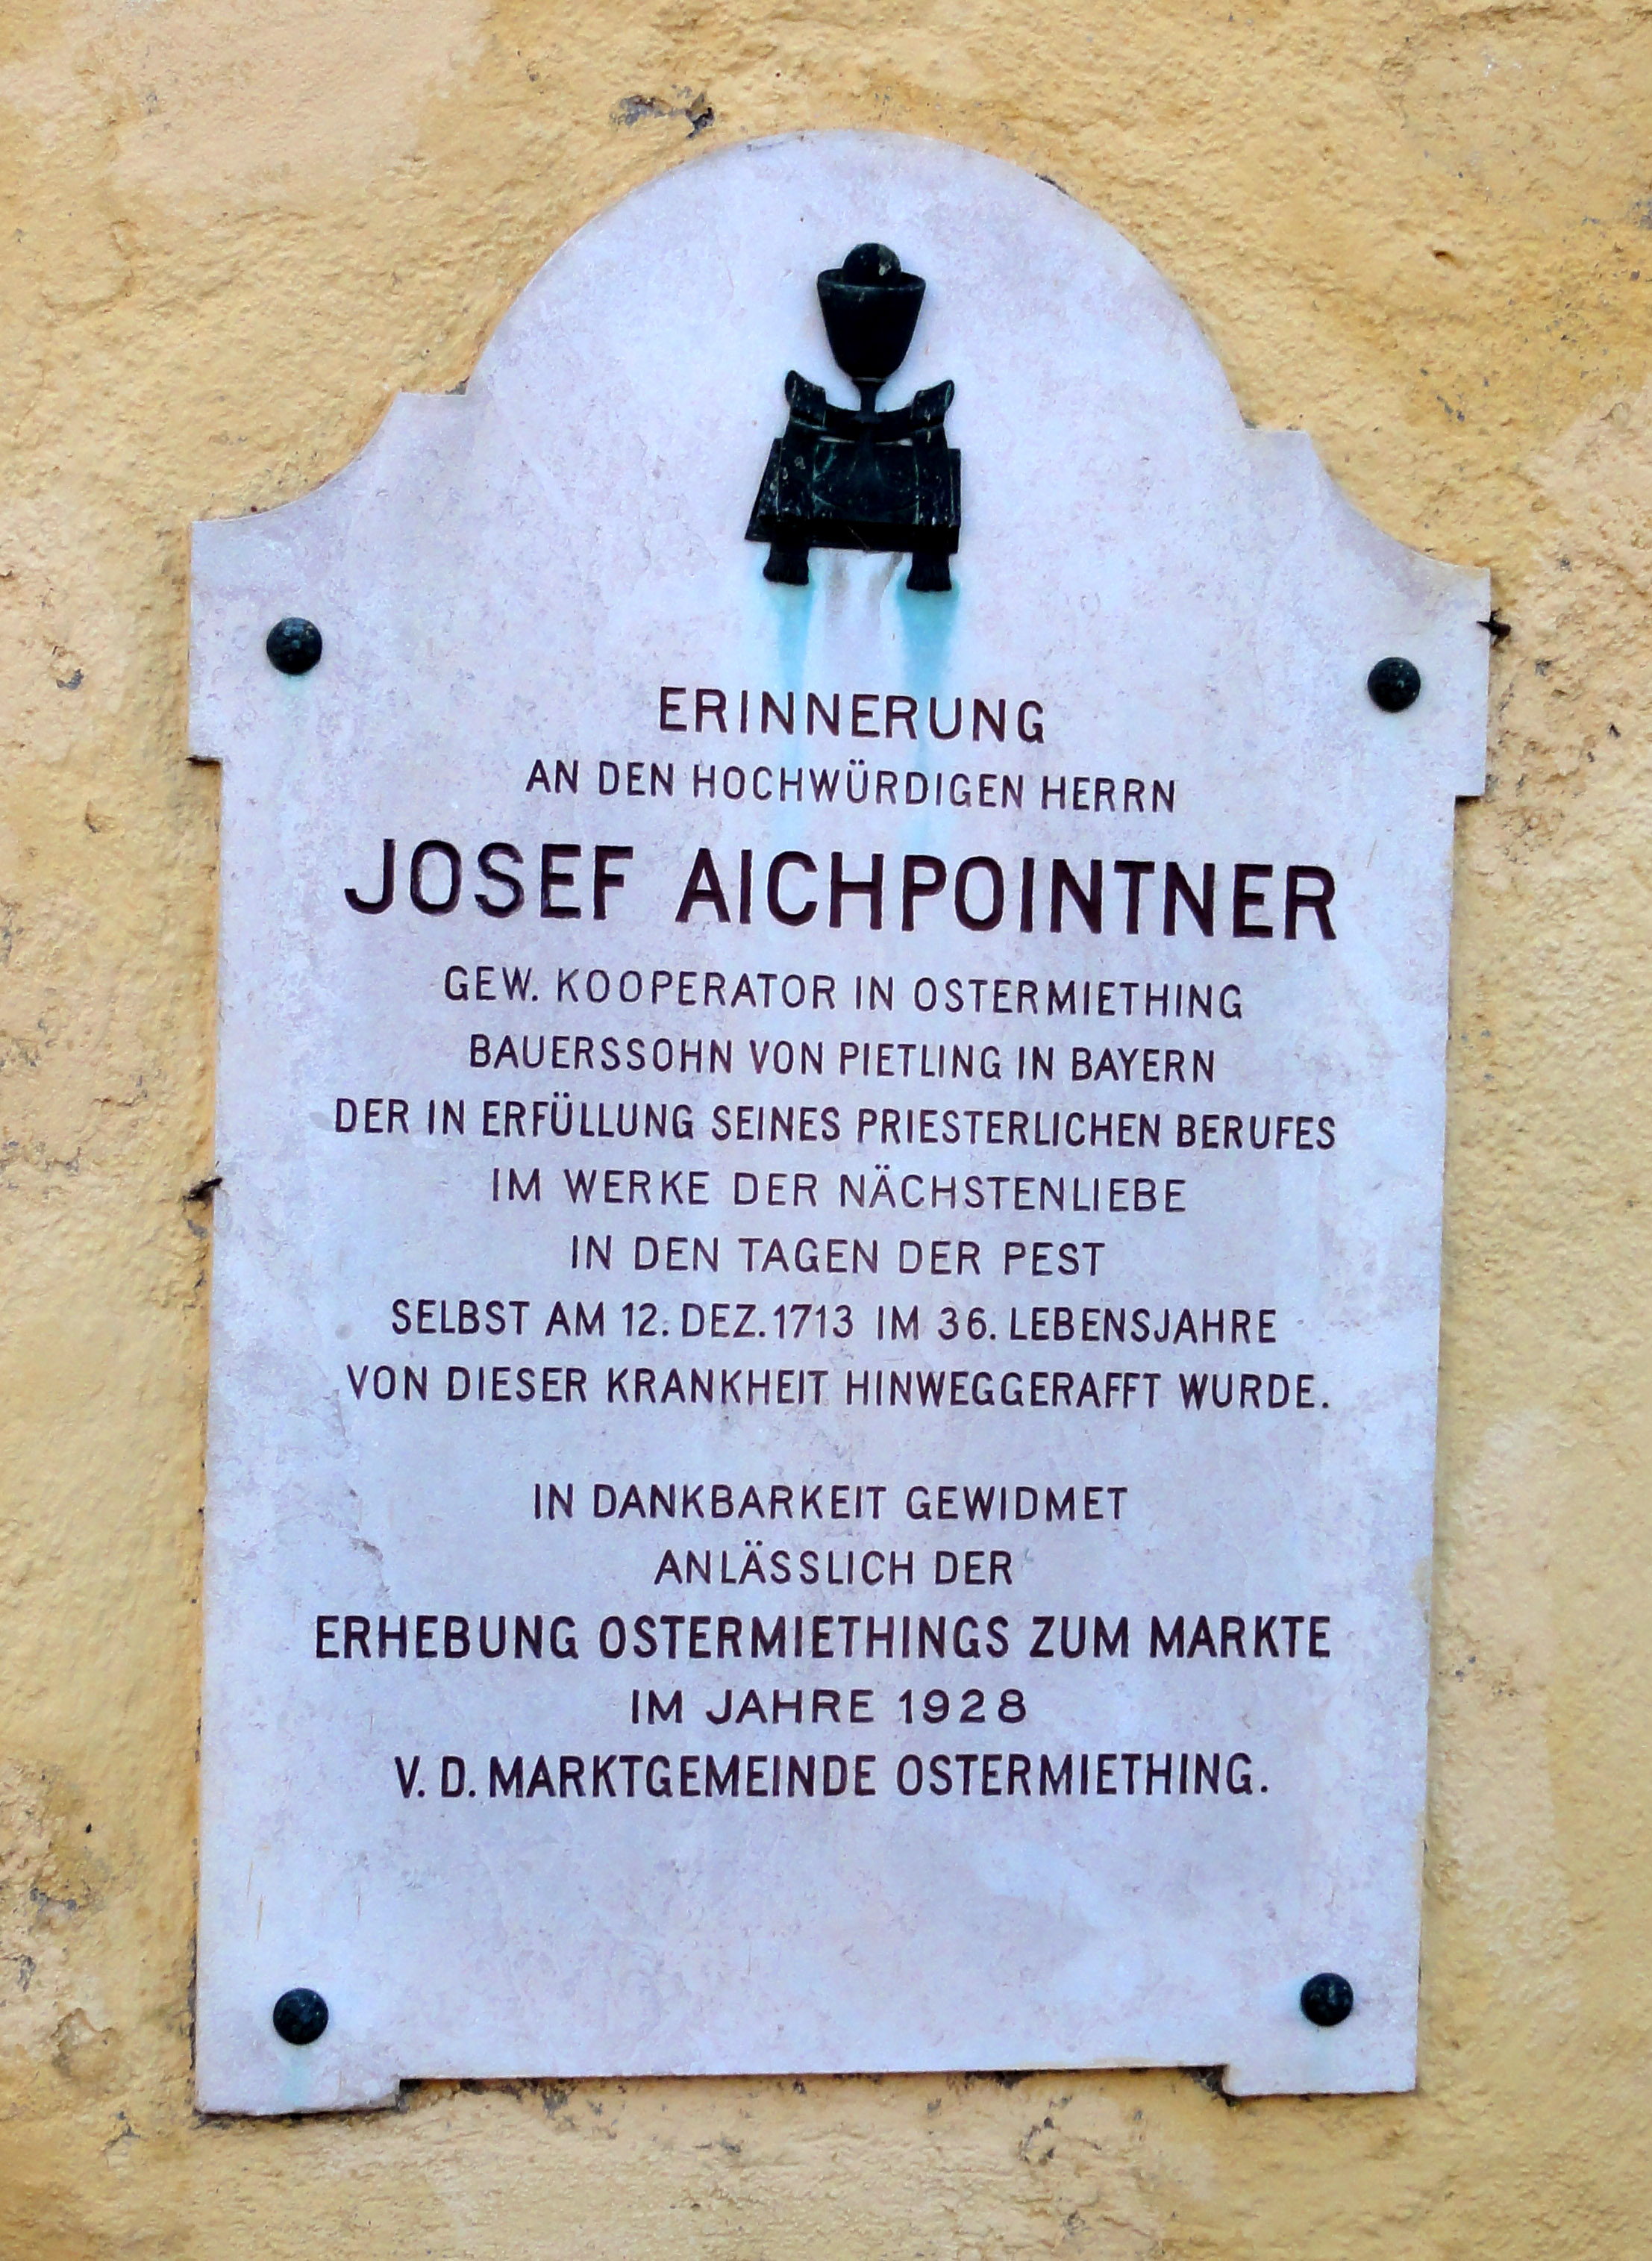 ERINNERUNG
AN DEN HOCHWÜRDIGEN HERRN
JOSEF AICHPOINTNER
GEW. KOOPERATOR IN OSTERMIETHING
BAUERSSOHN VON PIETLING IN BAYERN
DER IN ERFÜLLUNG SEINES PRIESTERLICHEN BERUFES
IM WERKE DER NÄCHSTENLIEBE
IN DEN TAGEN DER PEST
SELBST AM 12. DEZ. 1713 IM 36. LEBENSJAHRE
VON DIESER KRANKHEIT HINWEGGERAFFT WURDE.
IN DANKBARKEIT GEWIDMET
ANLÄSSLICH DER
ERHEBUNG OSTERMIETHINGS ZUM MARKTE
IM JAHRE 1928
V. D. MARKTGEMEINDE OSTERMIETHING.